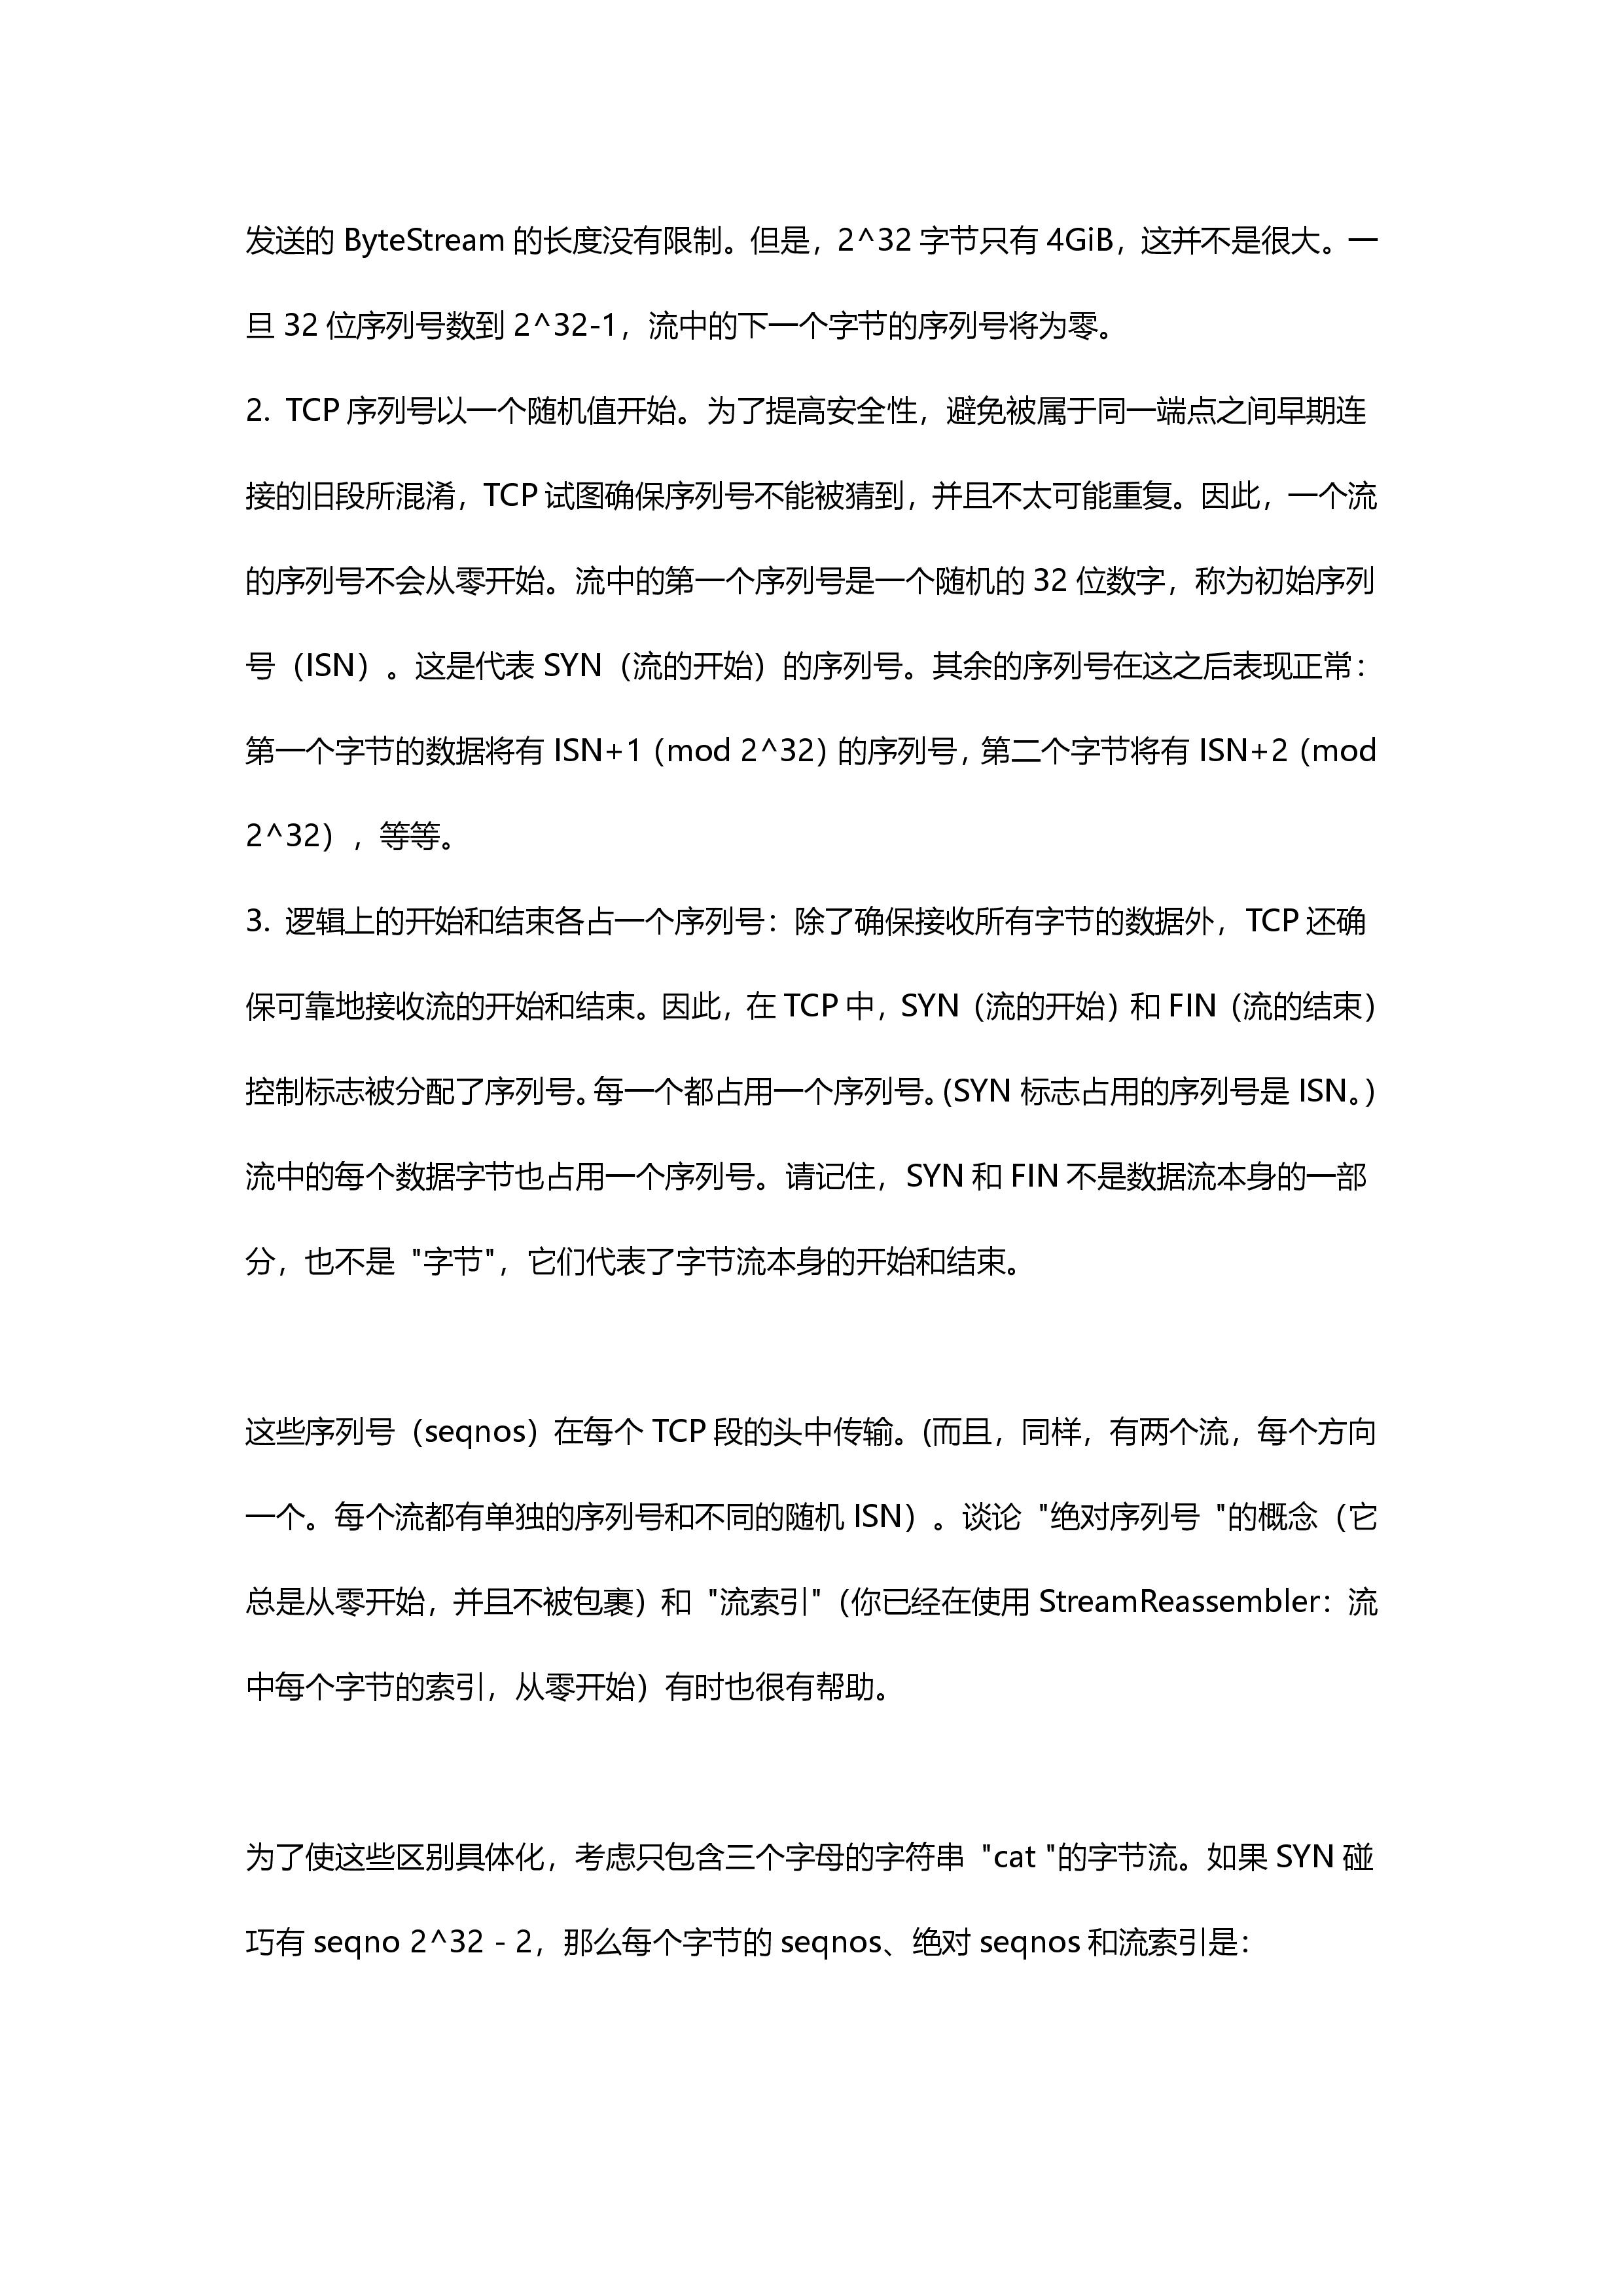 发送的 ByteStream 的长度没有限制。但是，2^32 字节只有 4GiB，这并不是很大。一
旦 32 位序列号数到 2^32-1，流中的下一个字节的序列号将为零。
2. TCP 序列号以一个随机值开始。为了提高安全性，避免被属于同一端点之间早期连
接的旧段所混淆，TCP 试图确保序列号不能被猜到，并且不太可能重复。因此，一个流
的序列号不会从零开始。流中的第一个序列号是一个随机的 32 位数字，称为初始序列
号（ISN）。这是代表 SYN（流的开始）的序列号。其余的序列号在这之后表现正常：
第一个字节的数据将有 ISN+1（mod 2^32）的序列号，第二个字节将有 ISN+2（mod
2^32），等等。
3. 逻辑上的开始和结束各占一个序列号：除了确保接收所有字节的数据外，TCP 还确
保可靠地接收流的开始和结束。因此，在 TCP 中，SYN（流的开始）和 FIN（流的结束）
控制标志被分配了序列号。每一个都占用一个序列号。(SYN 标志占用的序列号是 ISN。)
流中的每个数据字节也占用一个序列号。请记住，SYN 和 FIN 不是数据流本身的一部
分，也不是 "字节"，它们代表了字节流本身的开始和结束。
这些序列号（seqnos）在每个 TCP 段的头中传输。(而且，同样，有两个流，每个方向
一个。每个流都有单独的序列号和不同的随机 ISN）。谈论 "绝对序列号 "的概念（它
总是从零开始，并且不被包裹）和 "流索引"（你已经在使用 StreamReassembler：流
中每个字节的索引，从零开始）有时也很有帮助。
为了使这些区别具体化，考虑只包含三个字母的字符串 "cat "的字节流。如果 SYN 碰
巧有 seqno 2^32 - 2，那么每个字节的 seqnos、绝对 seqnos 和流索引是：